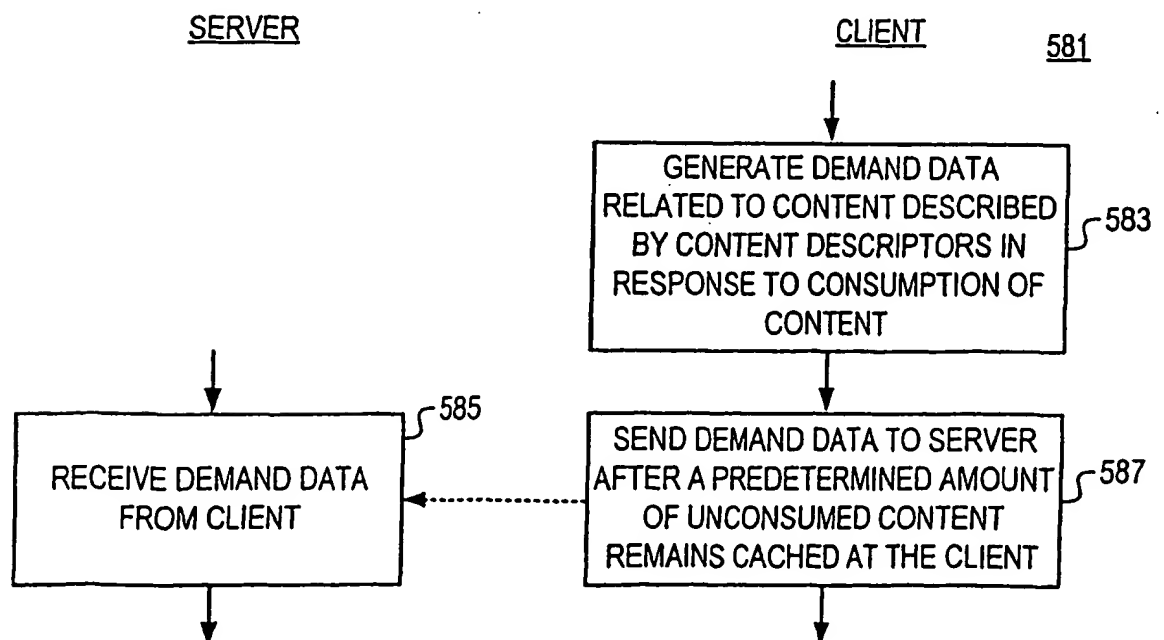 SERVER
CLIENT
581
GENERATE DEMAND DATA
RELATED TO CONTENT DESCRIBED
BY CONTENT DESCRIPTORS IN
RESPONSE TO CONSUMPTION OF
CONTENT
583
585
RECEIVE DEMAND DATA
FROM CLIENT
SEND DEMAND DATA TO SERVER
AFTER A PREDETERMINED AMOUNT
OF UNCONSUMED CONTENT
REMAINS CACHED AT THE CLIENT
587